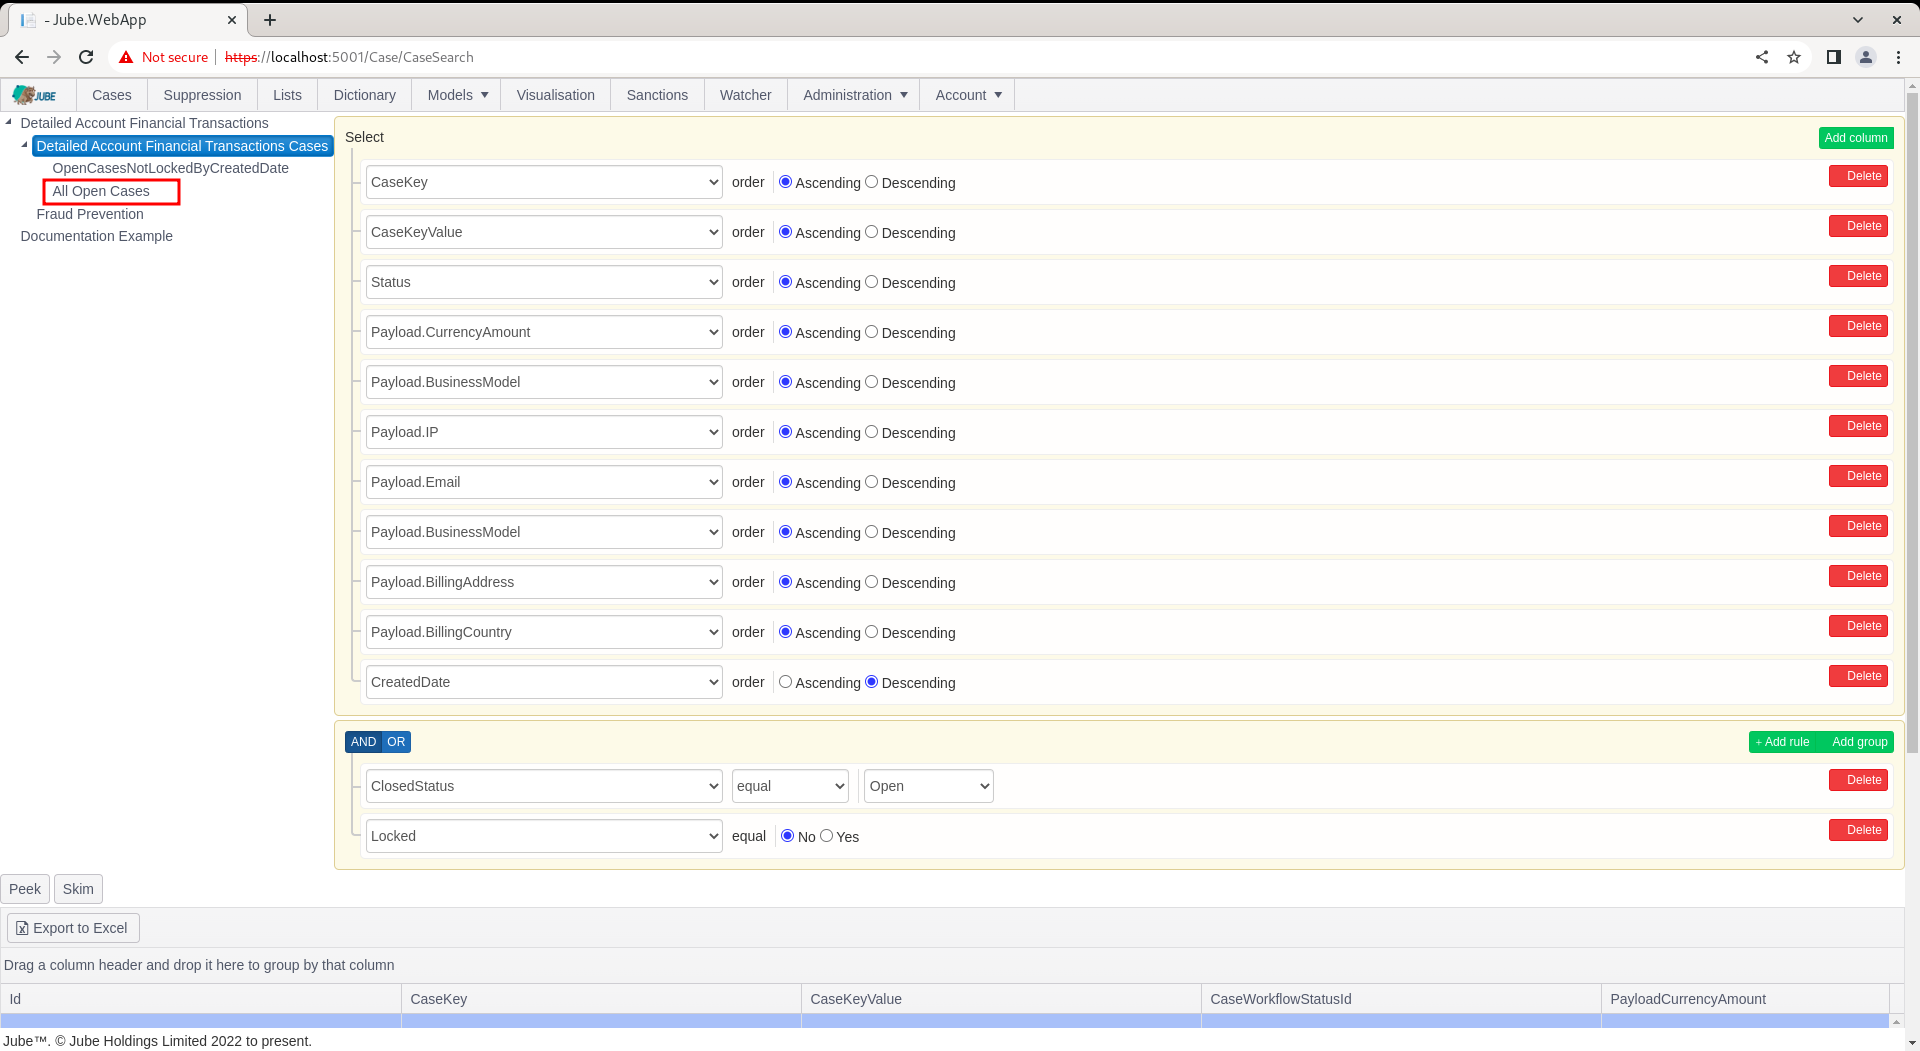 - Jube.WebApp
Not secure https://localhost:5001/Case/CaseSearch
JUBE Cases Suppression Lists Dictionary Models Visualisation Sanctions Watcher Administration Account
Detailed Account Financial Transactions
Detailed Account Financial Transactions Cases
OpenCasesNotLockedByCreatedDate
All Open Cases
Fraud Prevention
Documentation Example
Select Add column
CaseKey order Ascending Descending Delete
CaseKeyValue order Ascending Descending Delete
Status order Ascending Descending Delete
Payload.CurrencyAmount order Ascending Descending Delete
Payload.BusinessModel order Ascending Descending Delete
Payload.IP order Ascending Descending Delete
Payload.Email order Ascending Descending Delete
Payload.BusinessModel order Ascending Descending Delete
Payload.BillingAddress order Ascending Descending Delete
Payload.BillingCountry order Ascending Descending Delete
CreatedDate order Ascending Descending Delete
AND OR + Add rule Add group
ClosedStatus equal Open Delete
Locked equal No Yes Delete
Peek Skim
Export to Excel
Drag a column header and drop it here to group by that column
Id CaseKey CaseKeyValue CaseWorkflowStatusId PayloadCurrencyAmount
Jube™. © Jube Holdings Limited 2022 to present.